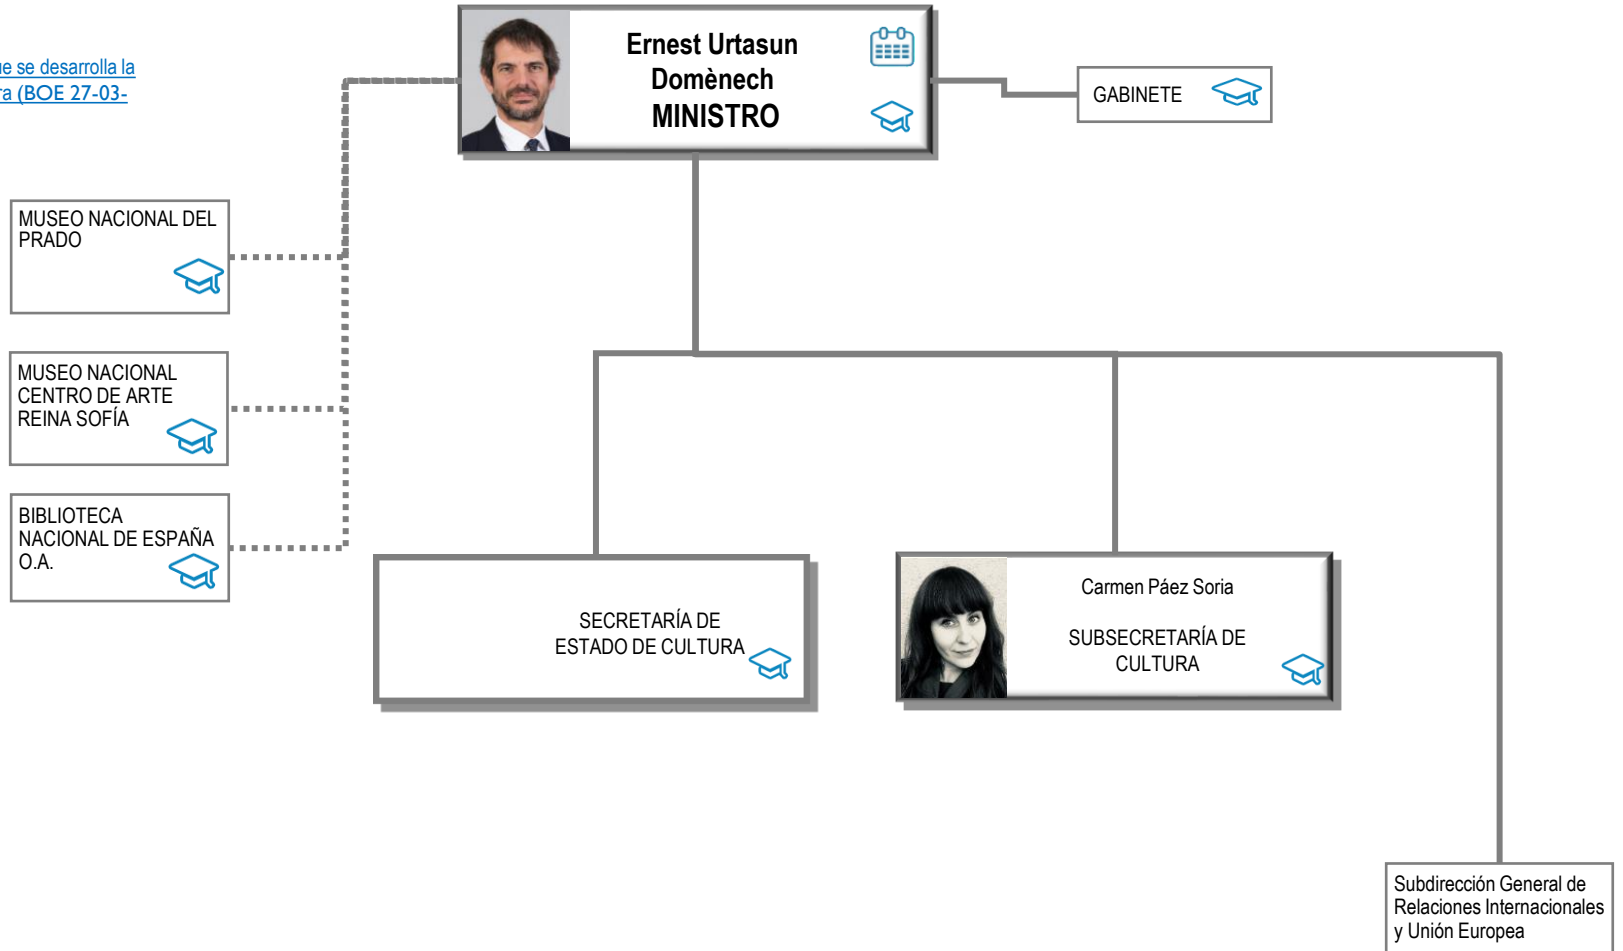 Ernest Urtasun
Domènech
MINISTRO
se desarrolla la
(BOE 27-03-
GABINETE
MUSEO NACIONAL DEL
PRADO
MUSEO NACIONAL
CENTRO DE ARTE
REINA SOFÍA
BIBLIOTECA
NACIONAL DE ESPAÑA
O.A.
SECRETARÍA DE
ESTADO DE CULTURA
Carmen Páez Soria
SUBSECRETARÍA DE
CULTURA
Subdirección General de
Relaciones Internacionales
y Unión Europea